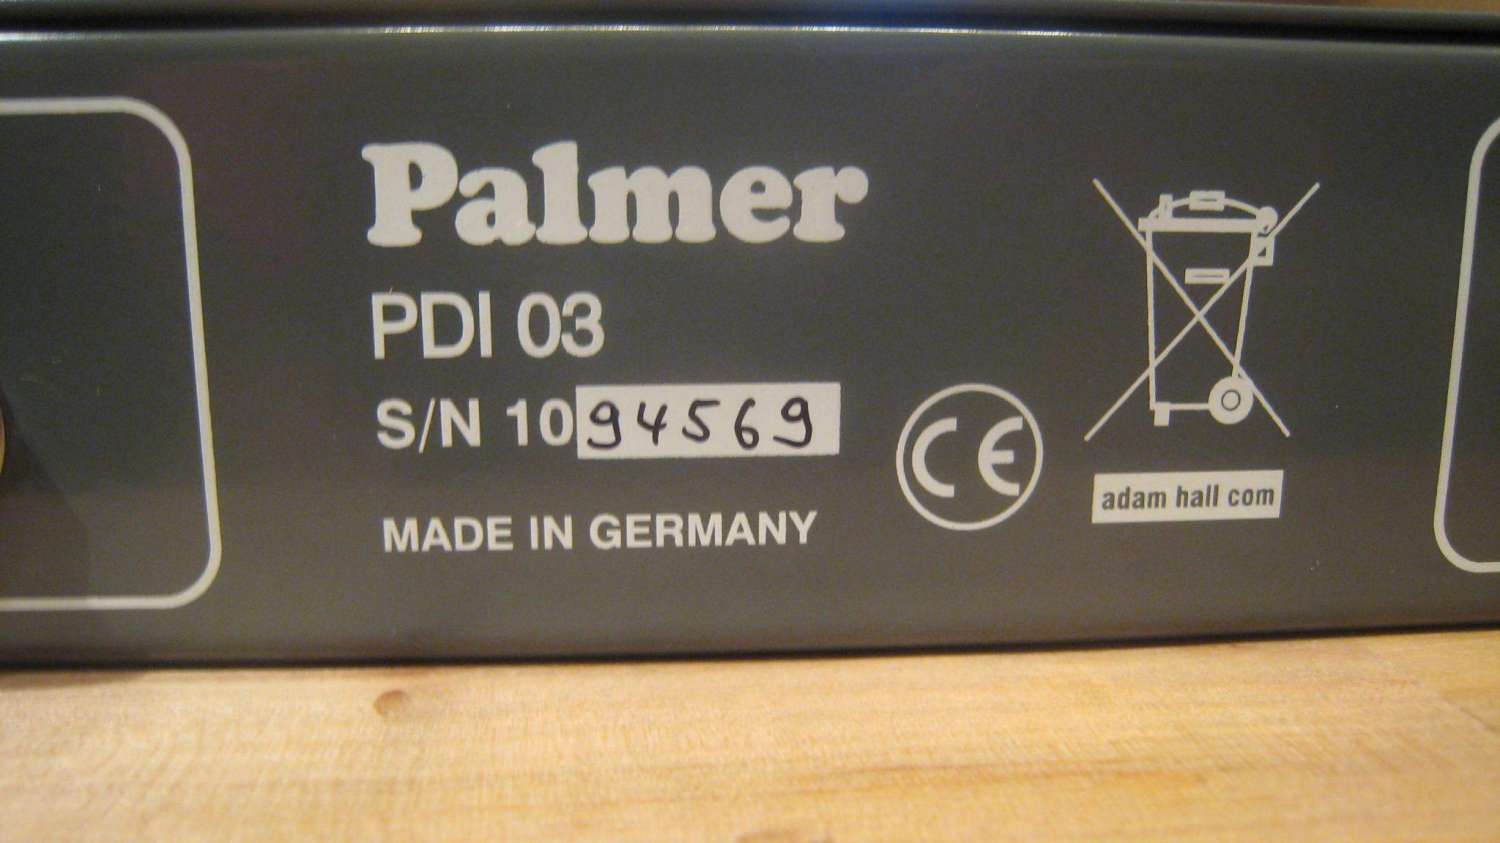 Palmer
PDI 03
S/N 1094569
MADE IN GERMANY
CE
adam hall com